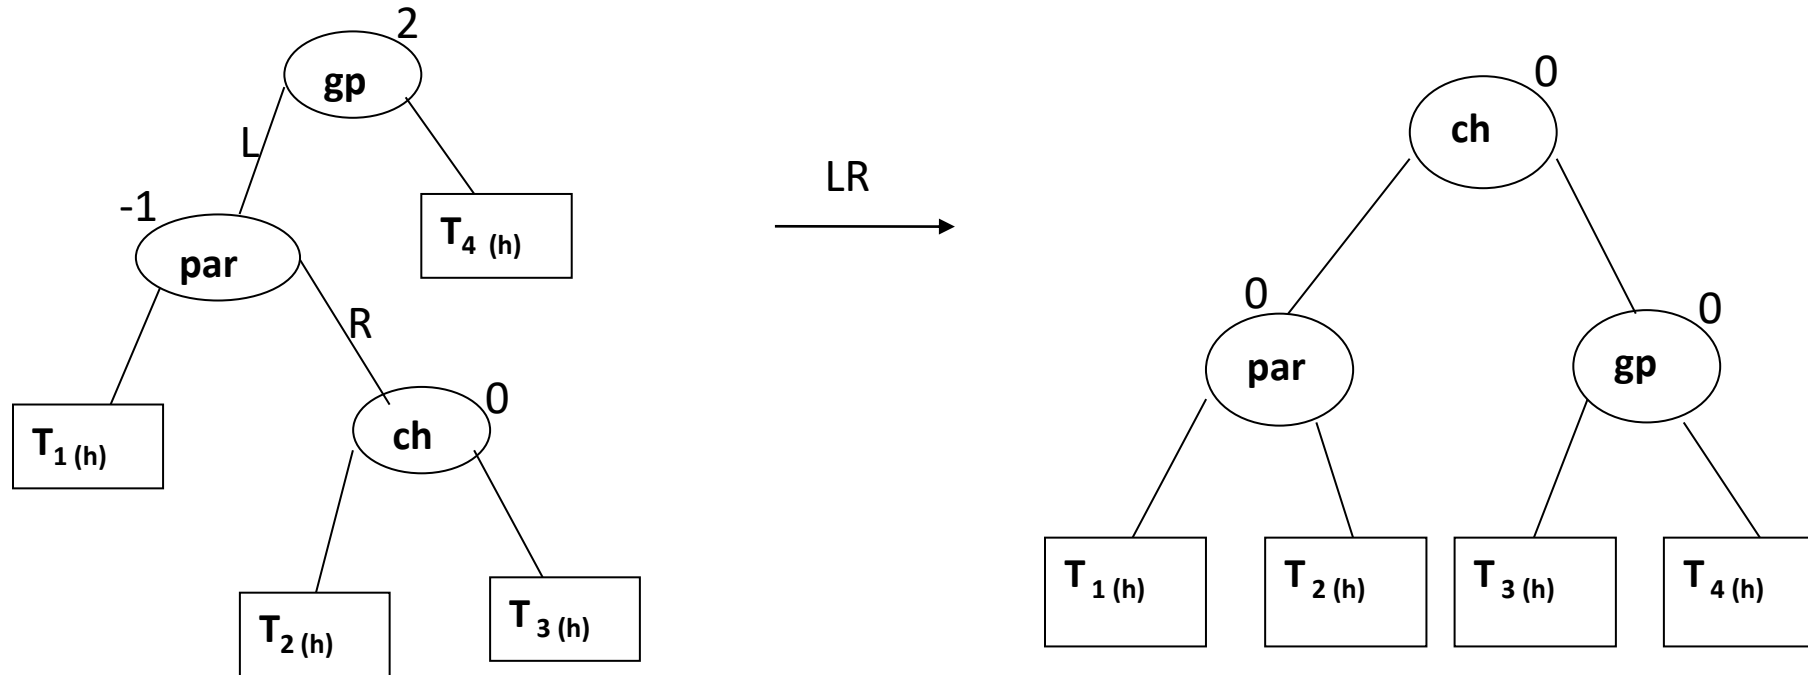 2
gp
L
T4 (h)
-1
par
R
T1 (h)
0
ch
T2 (h)
T3 (h)
LR
0
ch
0
par
0
gp
T1 (h)
T2 (h)
T3 (h)
T4 (h)